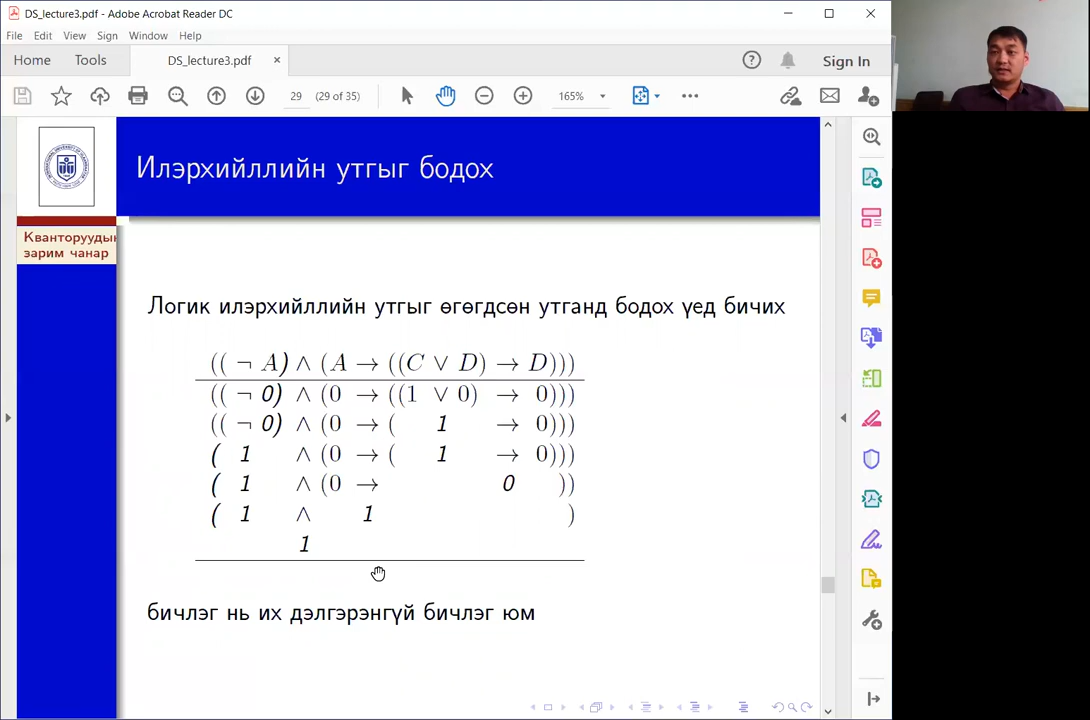 DS_lecture3.pdf - Adobe Acrobat Reader DC
File Edit View Sign Window Help
Home Tools DS_lecture3.pdf × Sign In
29 (29 of 35) 165%
Илэрхийллийн утгыг бодох
Кванторууды
зарим чанар
Логик илэрхийллийн утгыг өгөгдсөн утганд бодох үед бичих
(( ¬ A) ∧ (A → ((C ∨ D) → D)))
(( ¬ 0) ∧ (0 → ((1 ∨ 0) → 0)))
(( ¬ 0) ∧ (0 → ( 1 → 0)))
( 1 ∧ (0 → ( 1 → 0)))
( 1 ∧ (0 → 0 ))
( 1 ∧ 1 )
1
бичлэг нь их дэлгэрэнгүй бичлэг юм